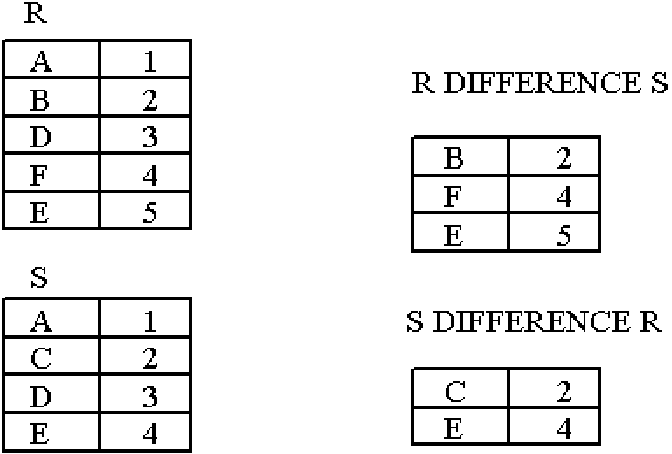 R
A 1
B 2
D 3
F 4
E 5
S
A 1
C 2
D 3
E 4
R DIFFERENCE S
B 2
F 4
E 5
S DIFFERENCE R
C 2
E 4